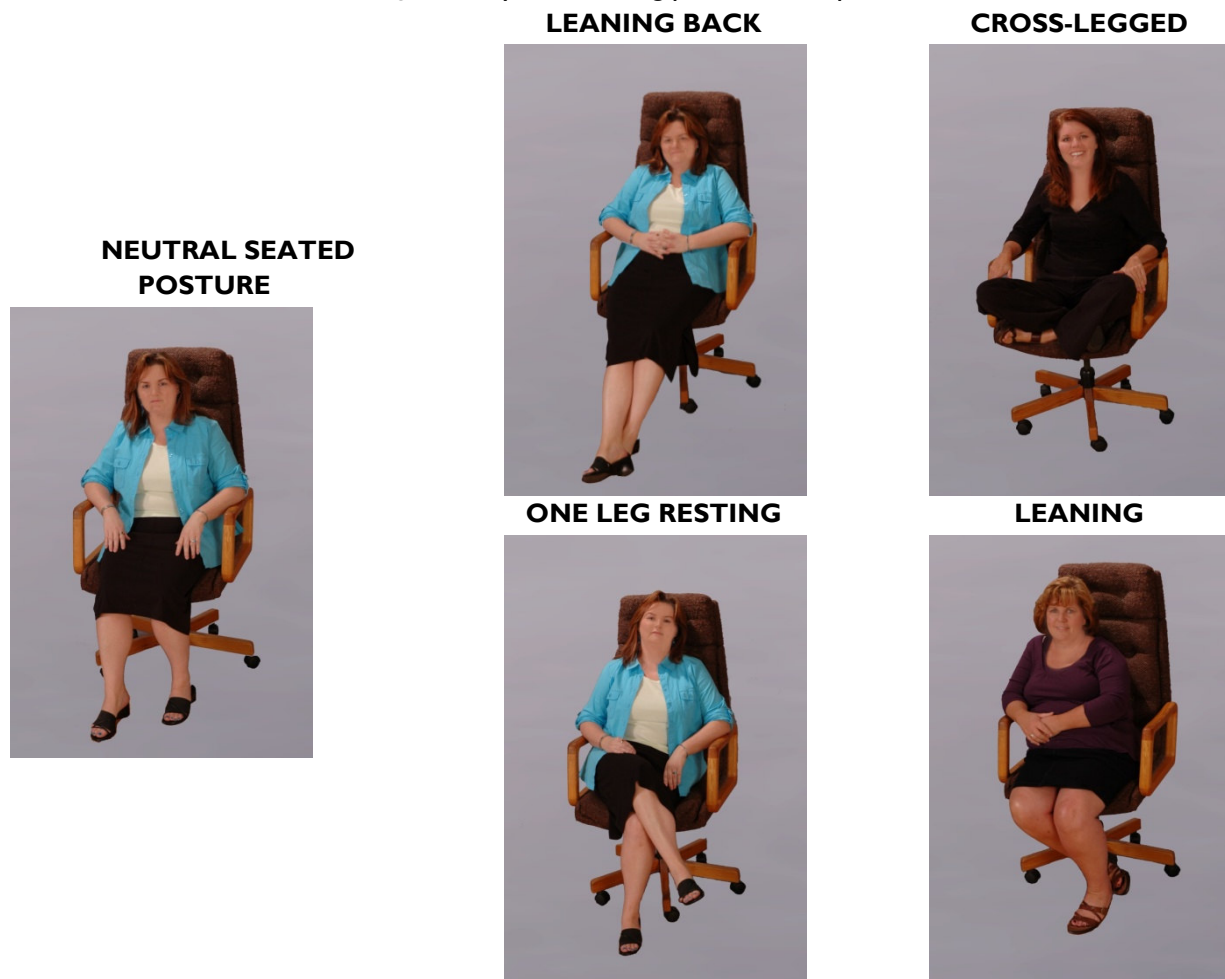 LEANING BACK
CROSS-LEGGED
NEUTRAL SEATED
POSTURE
ONE LEG RESTING
LEANING